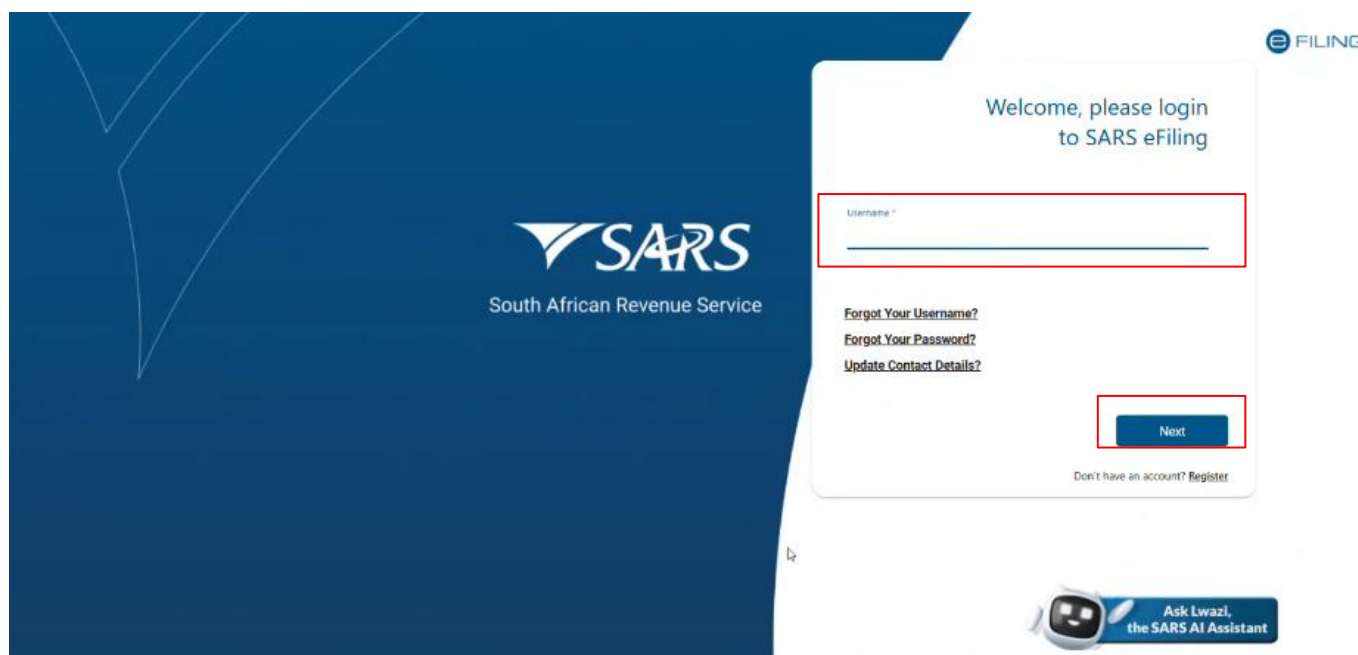 e FILING
Welcome, please login
to SARS eFiling
Username *
SARS
South African Revenue Service
Forgot Your Username?
Forgot Your Password?
Update Contact Details?
Next
Don't have an account? Register
Ask Lwazi,
the SARS AI Assistant